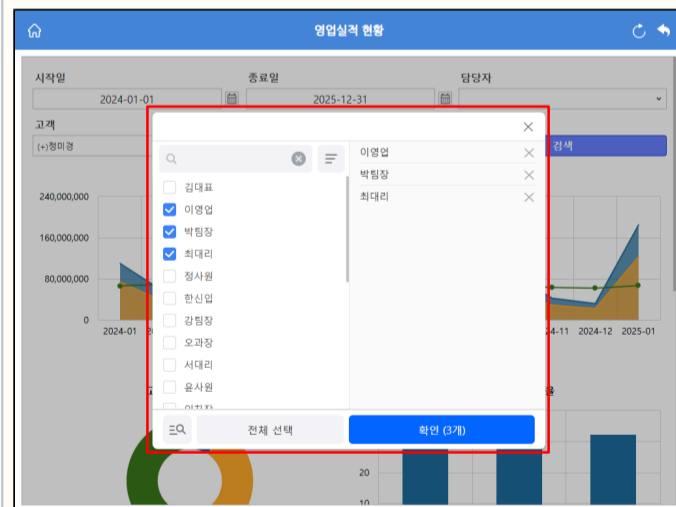 영업실적 현황
시작일 종료일 담당자
2024-01-01 2025-12-31
고객
(+)정미경 검색
김대표
이영업
박팀장
최대리
정사원
한신입
강팀장
오과장
서대리
윤사원
이영업
박팀장
최대리
전체 선택 확인 (3개)
240,000,000
160,000,000
80,000,000
0
2024-01 4-11 2024-12 2025-01
20
10